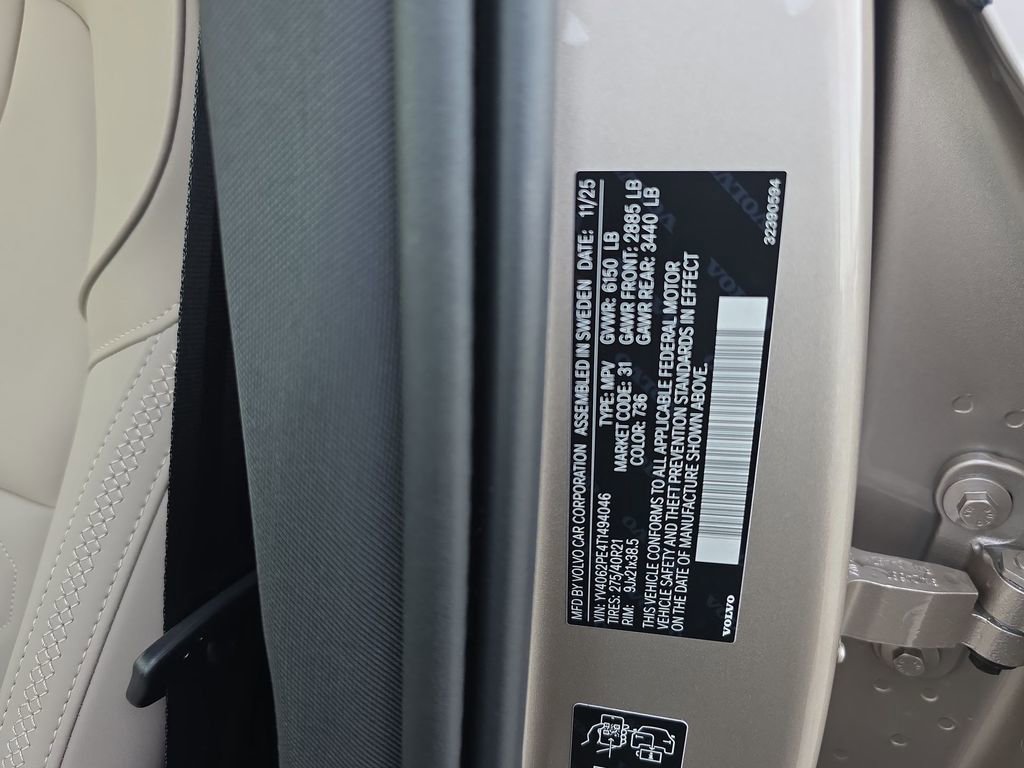 MFD BY VOLVO CAR CORPORATION ASSEMBLED IN SWEDEN DATE: 11/25
VIN: YV4062PE4T1494046 TYPE: MPV GVWR: 6150 LB
TIRES: 275/40R21 MARKET CODE: 31 GAWR FRONT: 2885 LB
RIM: 9Jx21x38.5 COLOR: 736 GAWR REAR: 3440 LB
THIS VEHICLE CONFORMS TO ALL APPLICABLE FEDERAL MOTOR
VEHICLE SAFETY AND THEFT PREVENTION STANDARDS IN EFFECT
ON THE DATE OF MANUFACTURE SHOWN ABOVE.
VOLVO
32390594